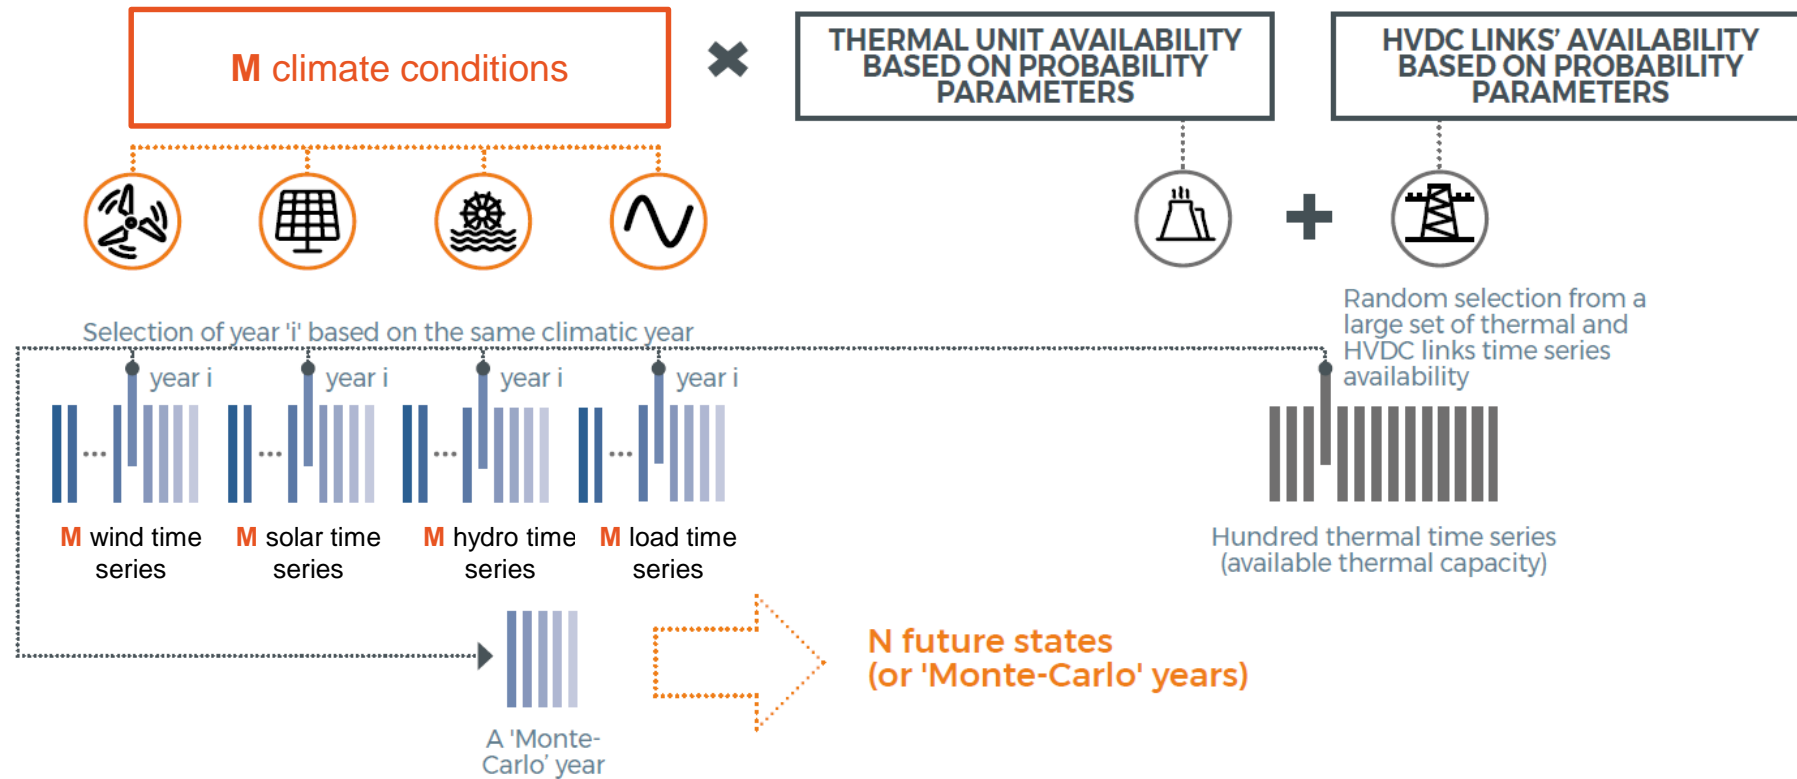 M climate conditions
THERMAL UNIT AVAILABILITY
BASED ON PROBABILITY
PARAMETERS
HVDC LINKS' AVAILABILITY
BASED ON PROBABILITY
PARAMETERS
Selection of year 'i' based on the same climatic year
Random selection from a
large set of thermal and
HVDC links time series
availability
year i
year i
year i
year i
...
...
...
...
M wind time
series
M solar time
series
M hydro time
series
M load time
series
Hundred thermal time series
(available thermal capacity)
N future states
(or 'Monte-Carlo' years)
A 'Monte-
Carlo' year